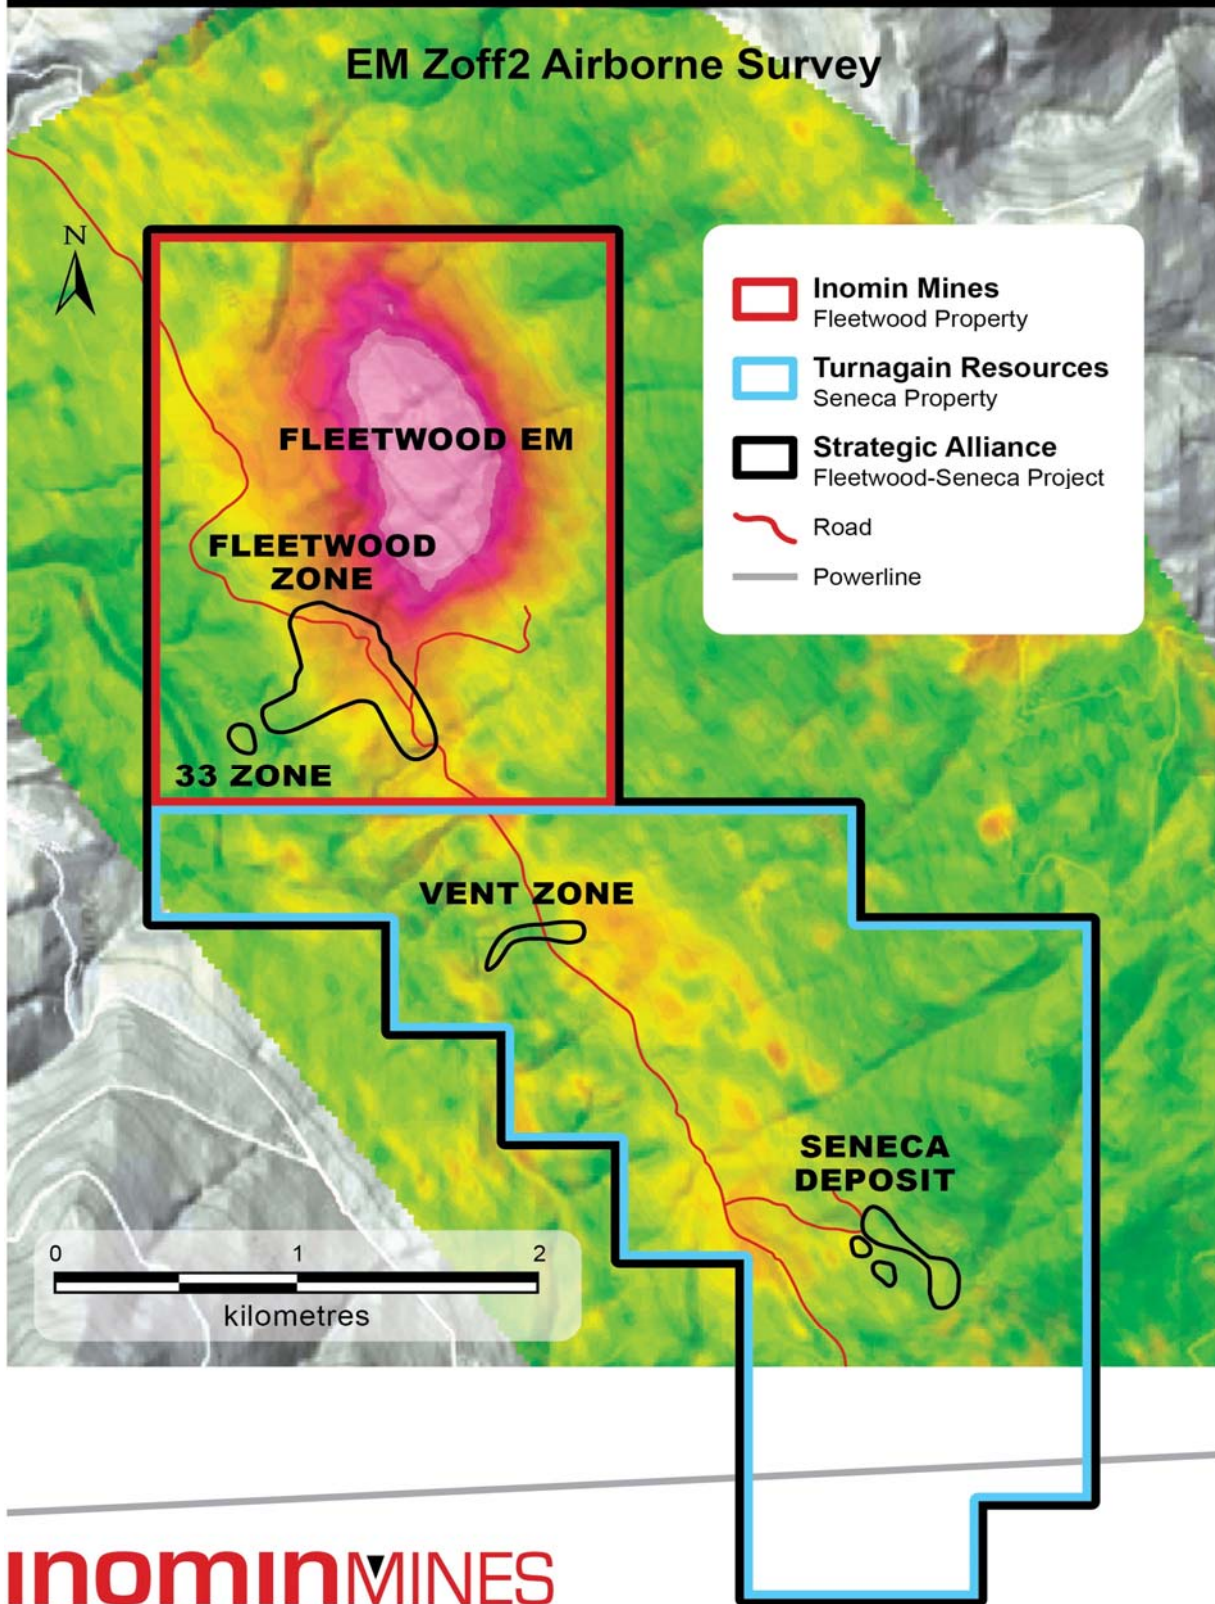 EM Zoff2 Airborne Survey
N
Inomin Mines
Fleetwood Property
Turnagain Resources
Seneca Property
Strategic Alliance
Fleetwood-Seneca Project
Road
Powerline
FLEETWOOD EM
FLEETWOOD
ZONE
33 ZONE
VENT ZONE
SENECA
DEPOSIT
0 1 2
kilometres
InomIn MINES